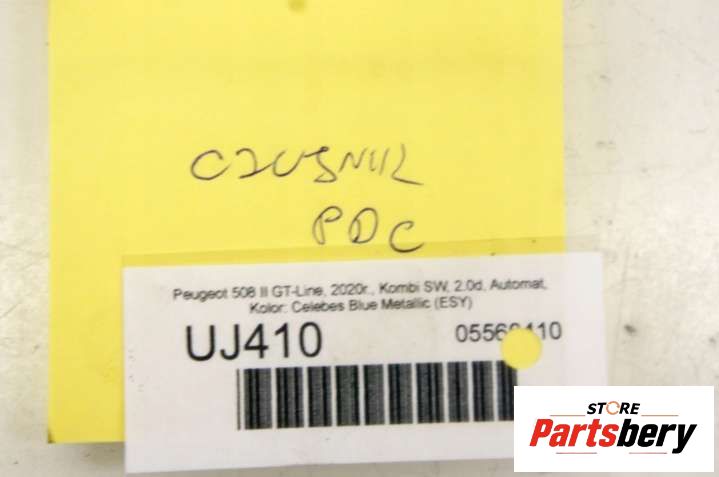 CZUJNIK
PDC
Peugeot 508 II GT-Line, 2020r., Kombi SW, 2.0d, Automat,
Kolor: Celebes Blue Metallic (ESY)
UJ410
STORE
Partsbery